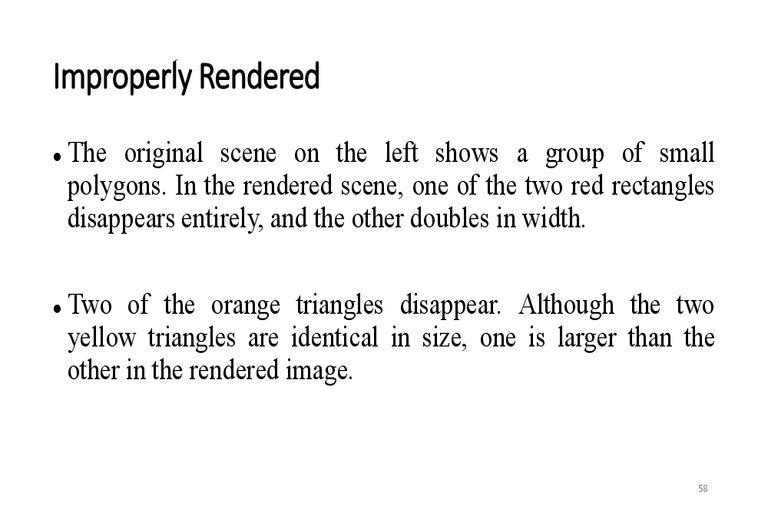 Improperly Rendered
• The original scene on the left shows a group of small
polygons. In the rendered scene, one of the two red rectangles
disappears entirely, and the other doubles in width.
• Two of the orange triangles disappear. Although the two
yellow triangles are identical in size, one is larger than the
other in the rendered image.
58